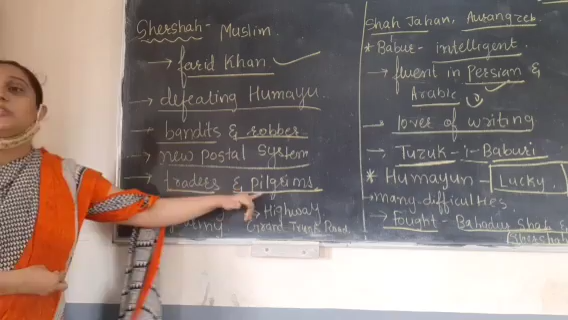 Shershah - Muslim
→ farid Khan ✓
→ defeating Humayu
→ bandits & robber
→ new postal system
→ traders & pilgrims
→ Highway
Grand Trunk Road
Shah Jahan, Aurangzeb
* Babur - intelligent
→ fluent in Persian &
Arabic
→ lover of writing
→ Tuzuk - i - Baburi
* Humayun - Lucky
→ many difficulties
→ fought - Bahadur Shah
Shershah